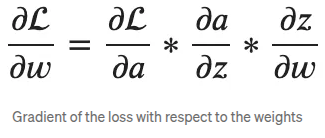 ∂ℒ/∂w = ∂ℒ/∂a * ∂a/∂z * ∂z/∂w
Gradient of the loss with respect to the weights